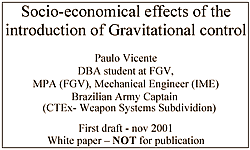 Socio-economical effects of the
introduction of Gravitational control
Paulo Vicente
DBA student at FGV,
MPA (FGV), Mechanical Engineer (IME)
Brazilian Army Captain
(CTEx- Weapon Systems Subdividion)
First draft - nov 2001
White paper – NOT for publication